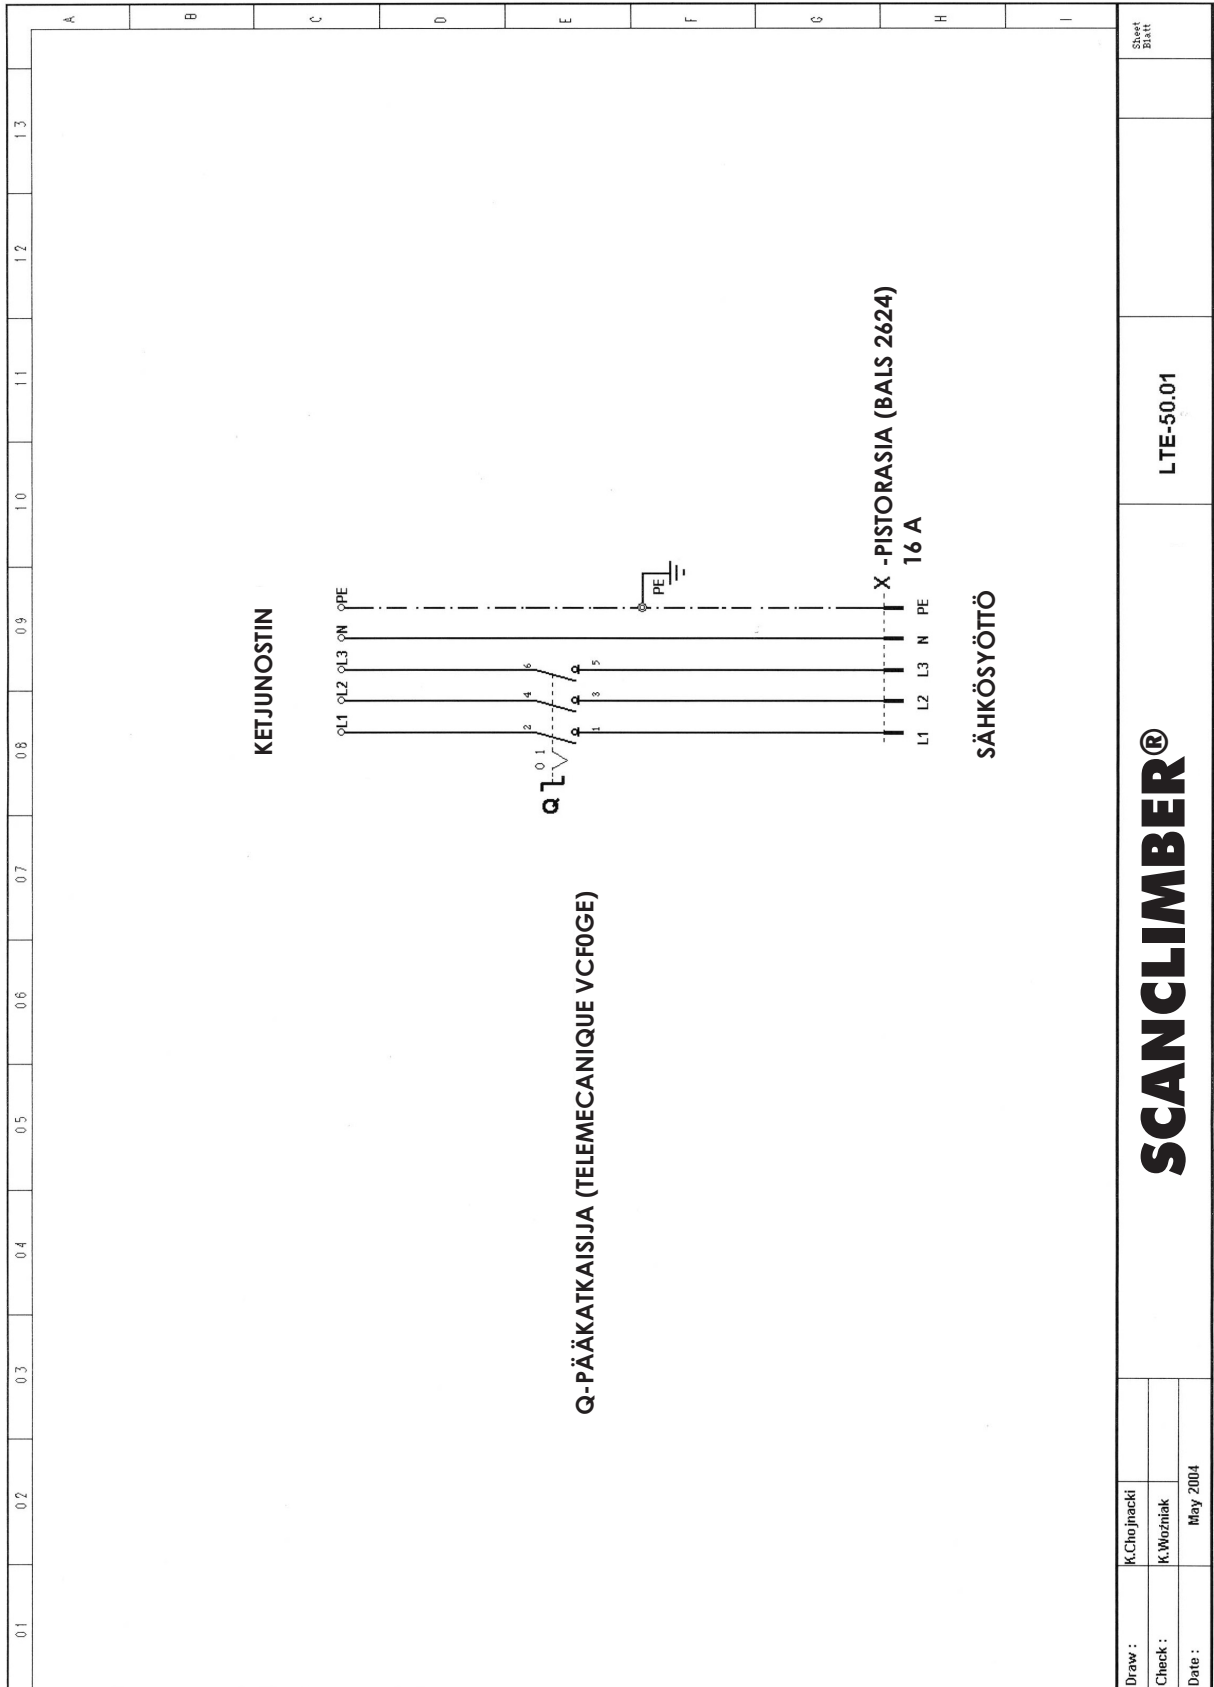 01 02 03 04 05 06 07 08 09 10 11 12 13
A
B
C
D
E
F
G
H
I
KETJUNOSTIN
L1 L2 L3 N PE
2 4 6
0 1
Q
1 3 5
PE
Q-PÄÄKATKAISIJA (TELEMECANIQUE VCF0GE)
X -PISTORASIA (BALS 2624)
16 A
L1 L2 L3 N PE
SÄHKÖSYÖTTÖ
Draw : K.Chojnacki
Check : K.Woźniak
Date : May 2004
SCANCLIMBER®
LTE-50.01
Sheet
Blatt